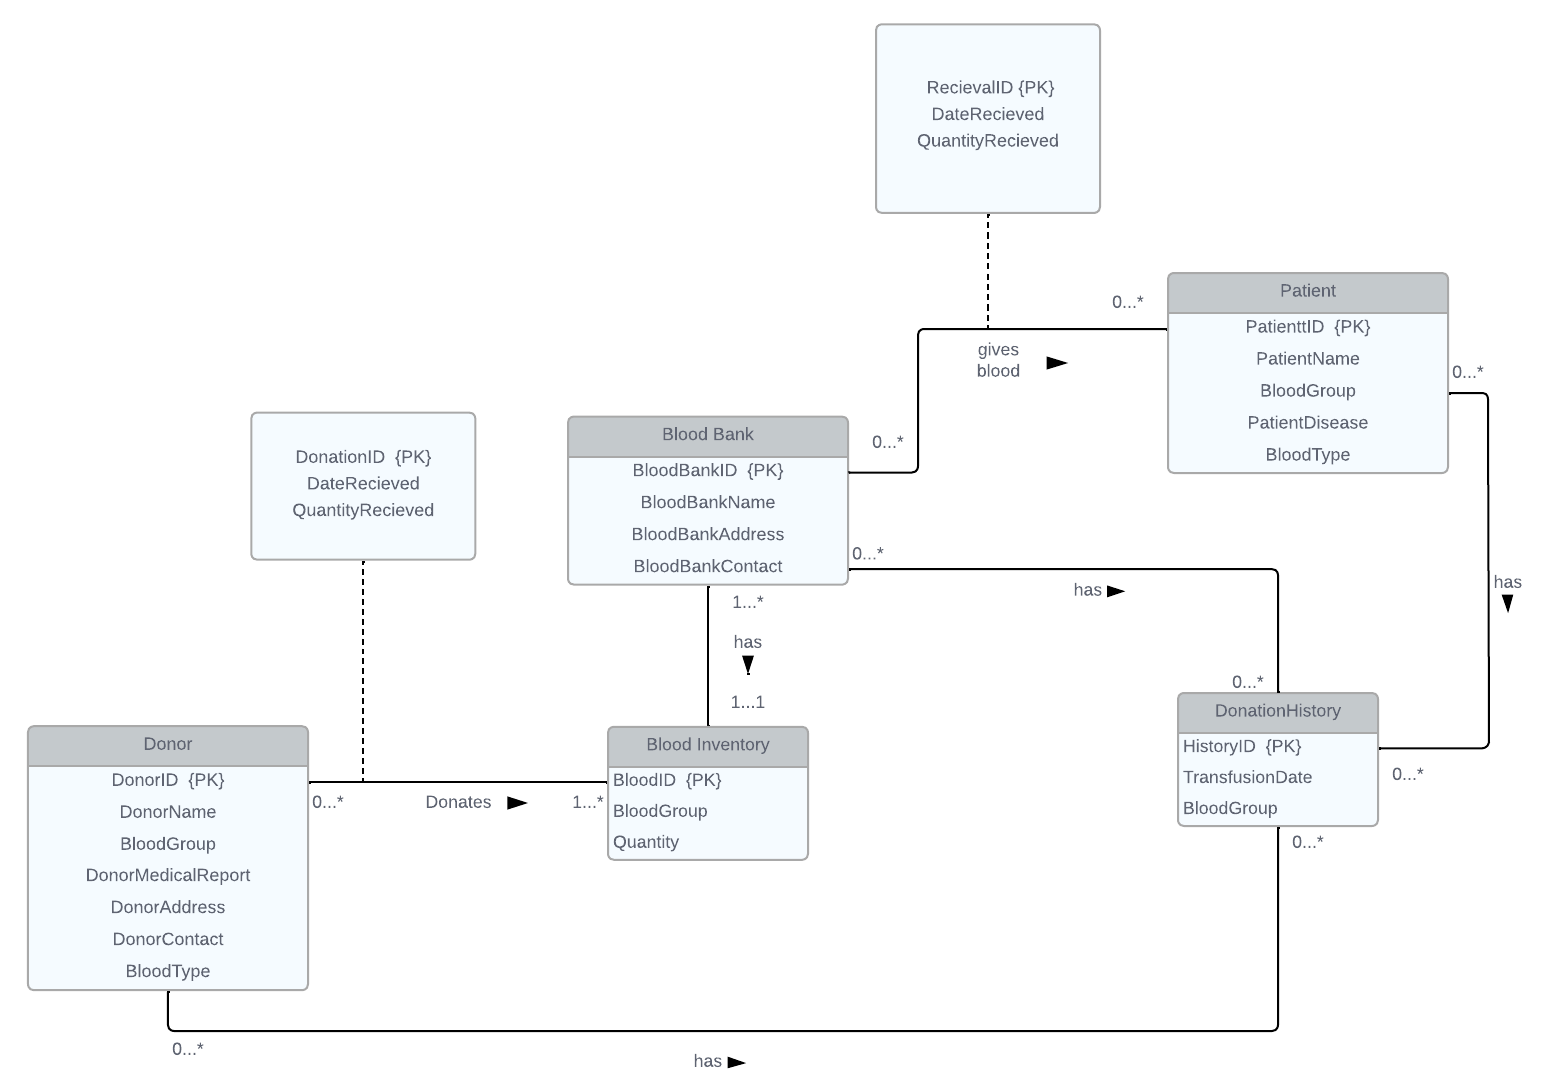 RecievalID {PK}
DateRecieved
QuantityRecieved
Patient
PatienttID {PK}
PatientName
BloodGroup
PatientDisease
BloodType
0...*
gives
blood
0...*
0...*
Blood Bank
BloodBankID {PK}
BloodBankName
BloodBankAddress
BloodBankContact
DonationID {PK}
DateRecieved
QuantityRecieved
0...*
has
0...*
has
1...*
has
1...1
DonationHistory
HistoryID {PK}
TransfusionDate
BloodGroup
0...*
0...*
Donor
DonorID {PK}
DonorName
BloodGroup
DonorMedicalReport
DonorAddress
DonorContact
BloodType
0...*
Donates
1...*
Blood Inventory
BloodID {PK}
BloodGroup
Quantity
0...*
has